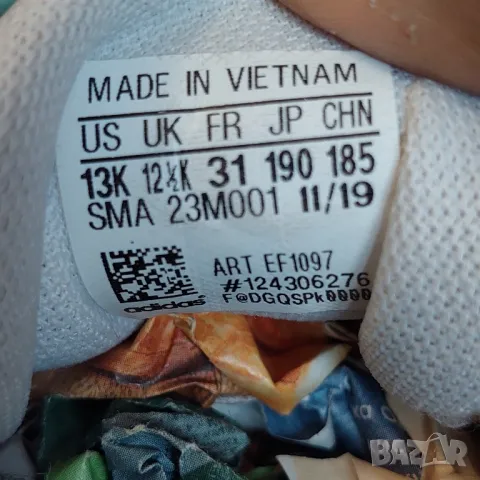 MADE IN VIETNAM
US UK FR JP CHN
13K 12½K 31 190 185
SMA 23M001 11/19
ART EF1097
#124306276
adidas F@DGQSPk0000
BAZAR